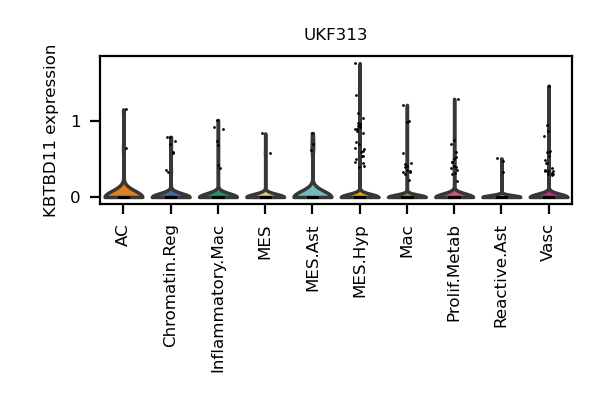 UKF313
KBTBD11 expression
1
0
AC
Chromatin.Reg
Inflammatory.Mac
MES
MES.Ast
MES.Hyp
Mac
Prolif.Metab
Reactive.Ast
Vasc